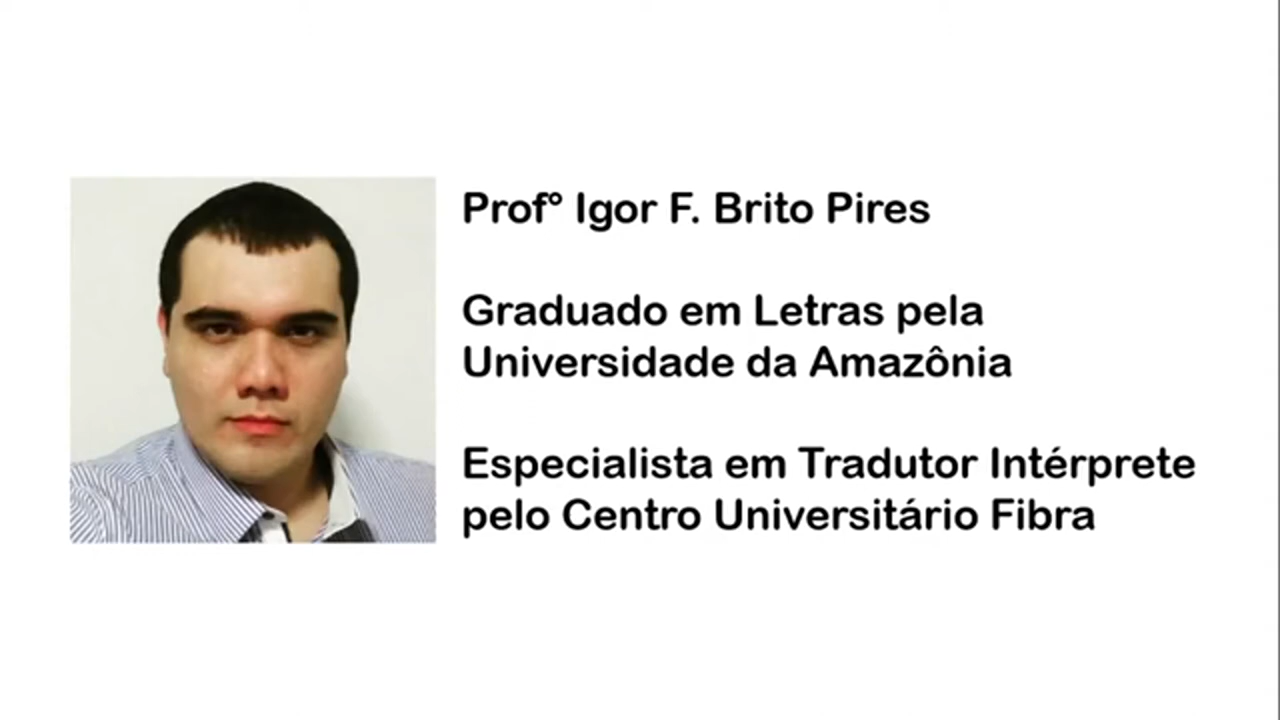 Prof° Igor F. Brito Pires
Graduado em Letras pela
Universidade da Amazônia
Especialista em Tradutor Intérprete
pelo Centro Universitário Fibra